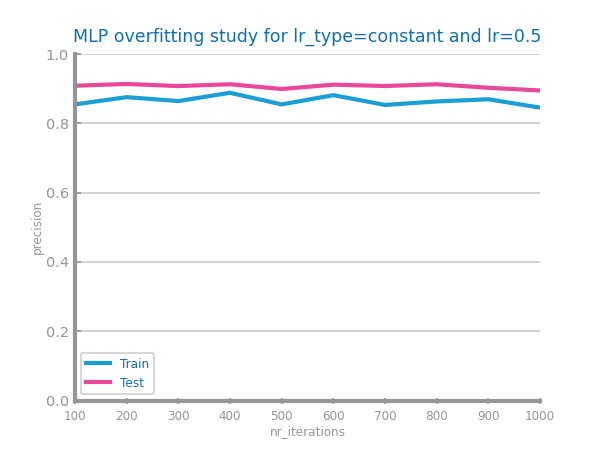 MLP overfitting study for lr_type=constant and lr=0.5
1.0
0.8
0.6
0.4
0.2
0.0
precision
Train
Test
100 200 300 400 500 600 700 800 900 1000
nr_iterations